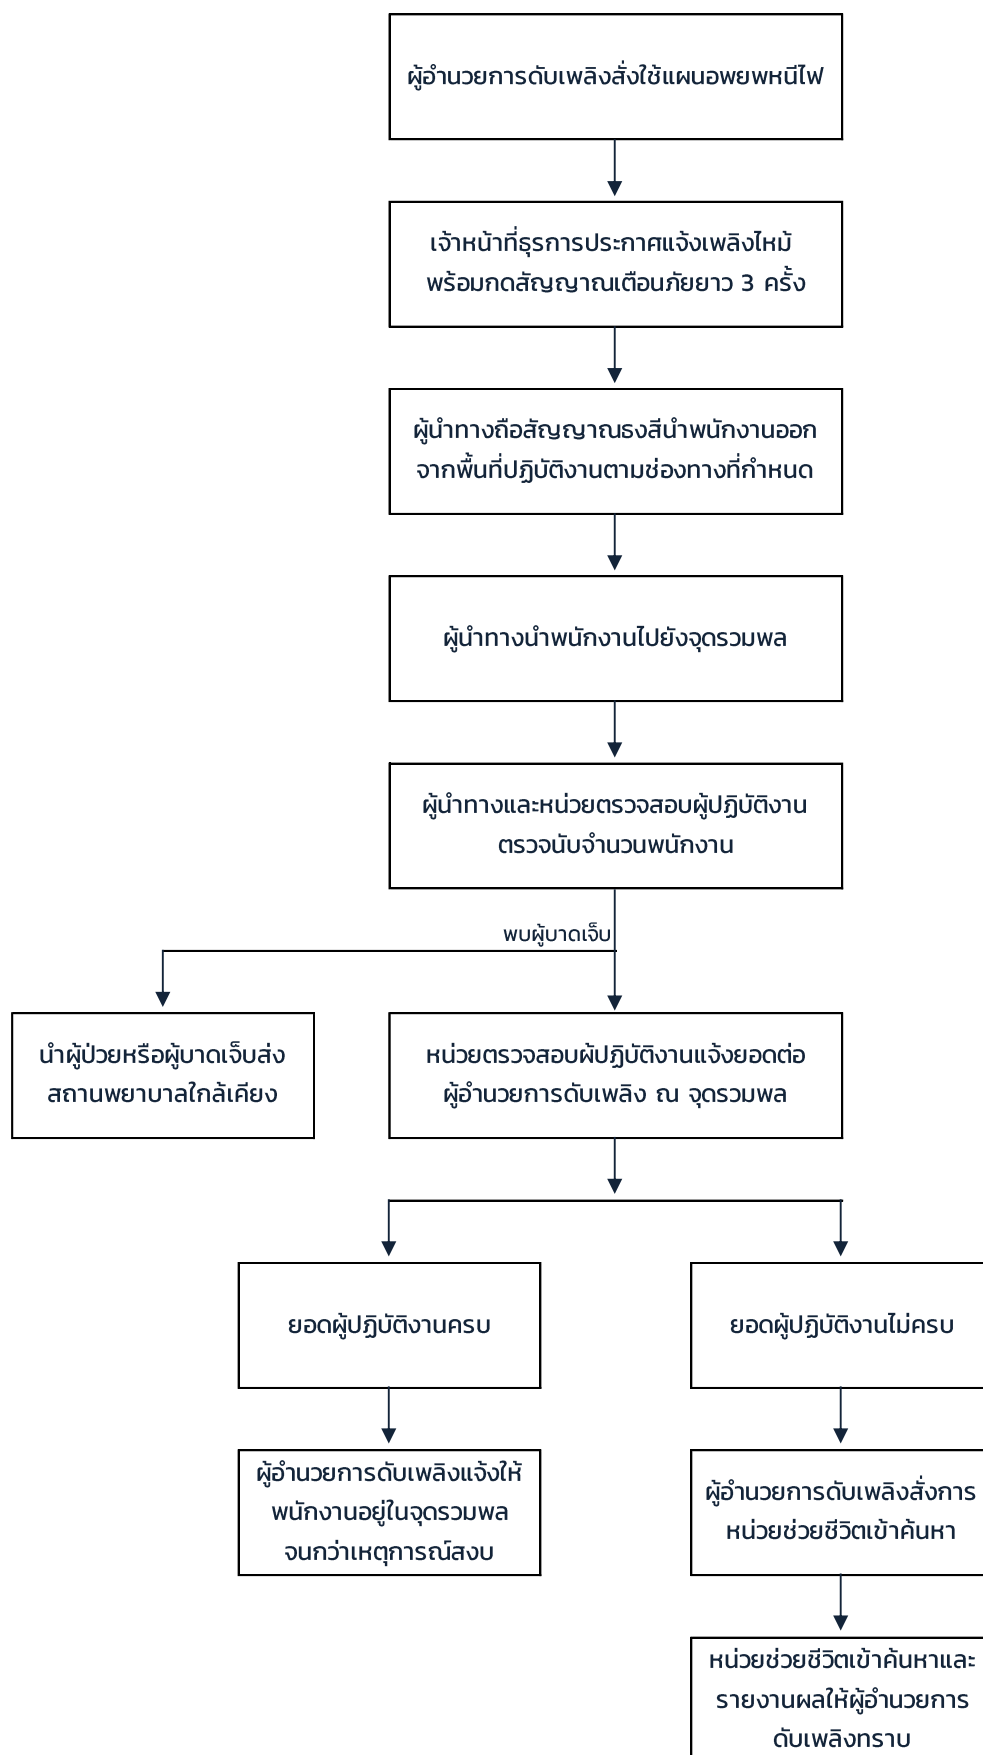 ผู้อำนวยการดับเพลิงสั่งใช้แผนอพยพหนีไฟ
เจ้าหน้าที่ธุรการประกาศแจ้งเพลิงไหม้
พร้อมกดสัญญาณเตือนภัยยาว 3 ครั้ง
ผู้นำทางถือสัญญาณธงสีนำพนักงานออก
จากพื้นที่ปฏิบัติงานตามช่องทางที่กำหนด
ผู้นำทางนำพนักงานไปยังจุดรวมพล
ผู้นำทางและหน่วยตรวจสอบผู้ปฏิบัติงาน
ตรวจนับจำนวนพนักงาน
พบผู้บาดเจ็บ
นำผู้ป่วยหรือผู้บาดเจ็บส่ง
สถานพยาบาลใกล้เคียง
หน่วยตรวจสอบผ้ปฏิบัติงานแจ้งยอดต่อ
ผู้อำนวยการดับเพลิง ณ จุดรวมพล
ยอดผู้ปฏิบัติงานครบ
ยอดผู้ปฏิบัติงานไม่ครบ
ผู้อำนวยการดับเพลิงแจ้งให้
พนักงานอยู่ในจุดรวมพล
จนกว่าเหตุการณ์สงบ
ผู้อำนวยการดับเพลิงสั่งการ
หน่วยช่วยชีวิตเข้าค้นหา
หน่วยช่วยชีวิตเข้าค้นหาและ
รายงานผลให้ผู้อำนวยการ
ดับเพลิงทราบ